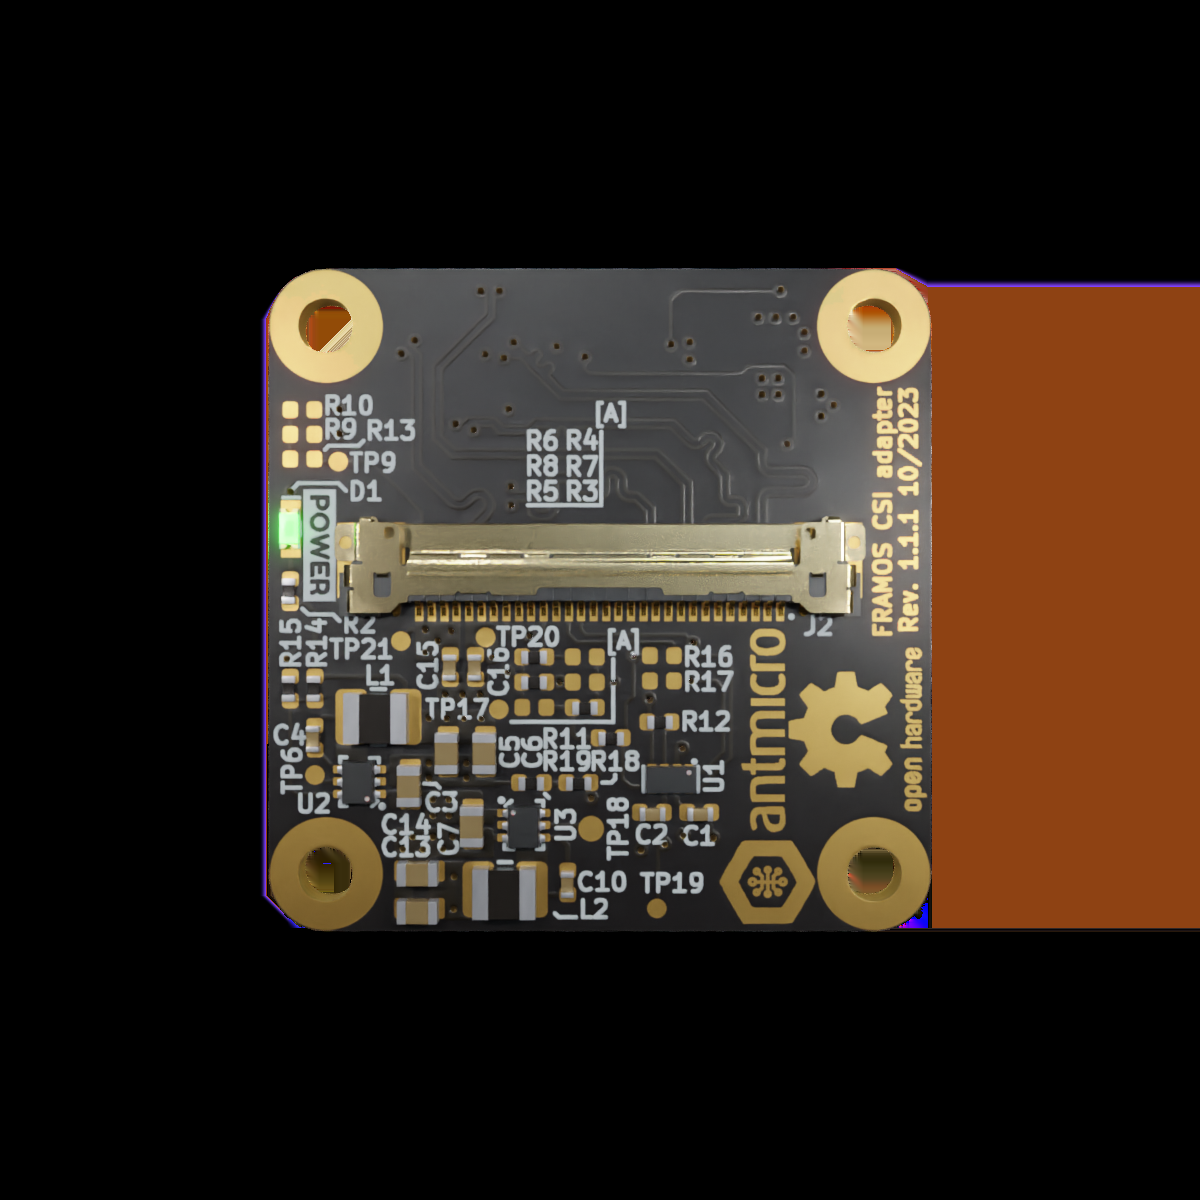 R10
R9 R13
TP9
D1
POWER
[A]
R6 R4
R8 R7
R5 R3
FRAMOS CSI adapter
Rev. 1.1.1 10/2023
J2
R2
TP21
R15
R14
L1
C15
C16
TP20
[A]
R16
R17
TP17
R12
C4
TP6
U2
C5
C6
R11
R19 R18
U1
C3
C14
C13
C7
U3
TP18
C2
C1
C10
TP19
L2
antmicro
open hardware